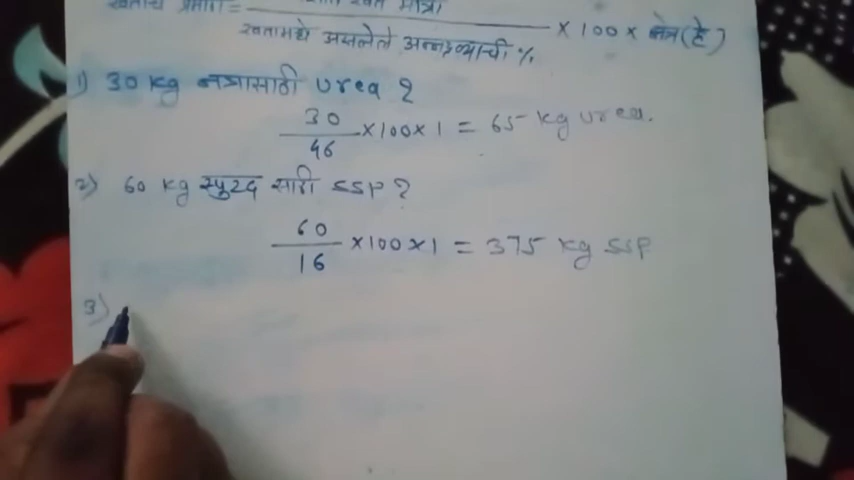 खताचे प्रमाण = खत मात्रा
खतामधे असलेले अन्नद्रव्याची % × 100 × क्षेत्र (हे)
1) 30 kg नत्रासाठी Urea ?
30
46 × 100 × 1 = 65 kg Urea.
2) 60 kg स्फुरद साठी SSP ?
60
16 × 100 × 1 = 375 kg SSP
3)